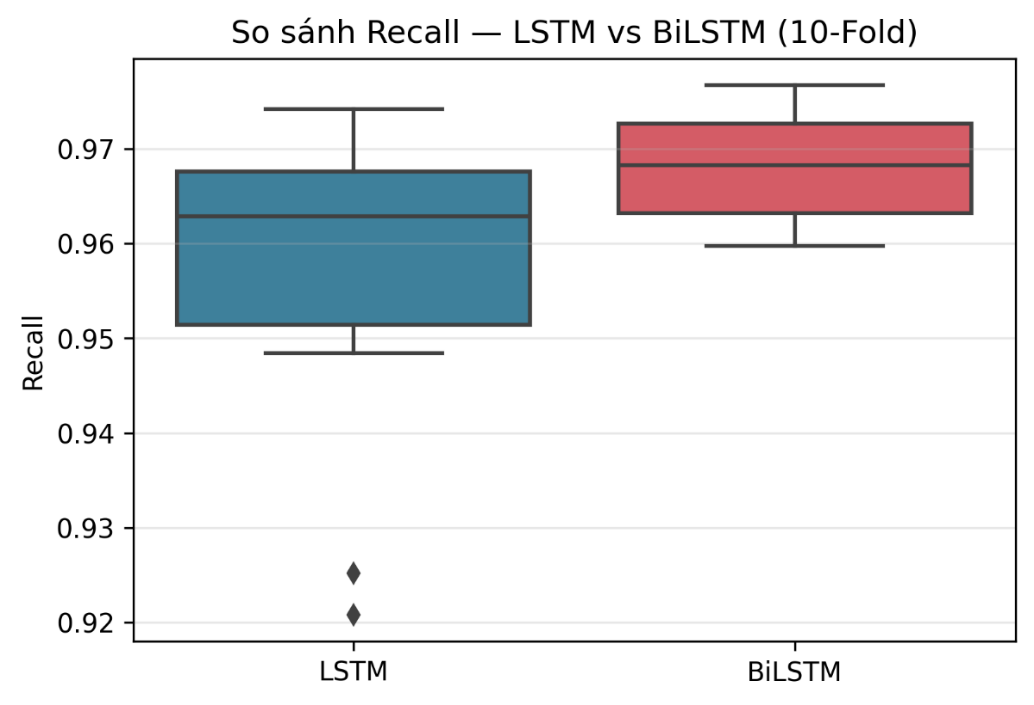 So sánh Recall — LSTM vs BiLSTM (10-Fold)
Recall
0.97
0.96
0.95
0.94
0.93
0.92
LSTM
BiLSTM